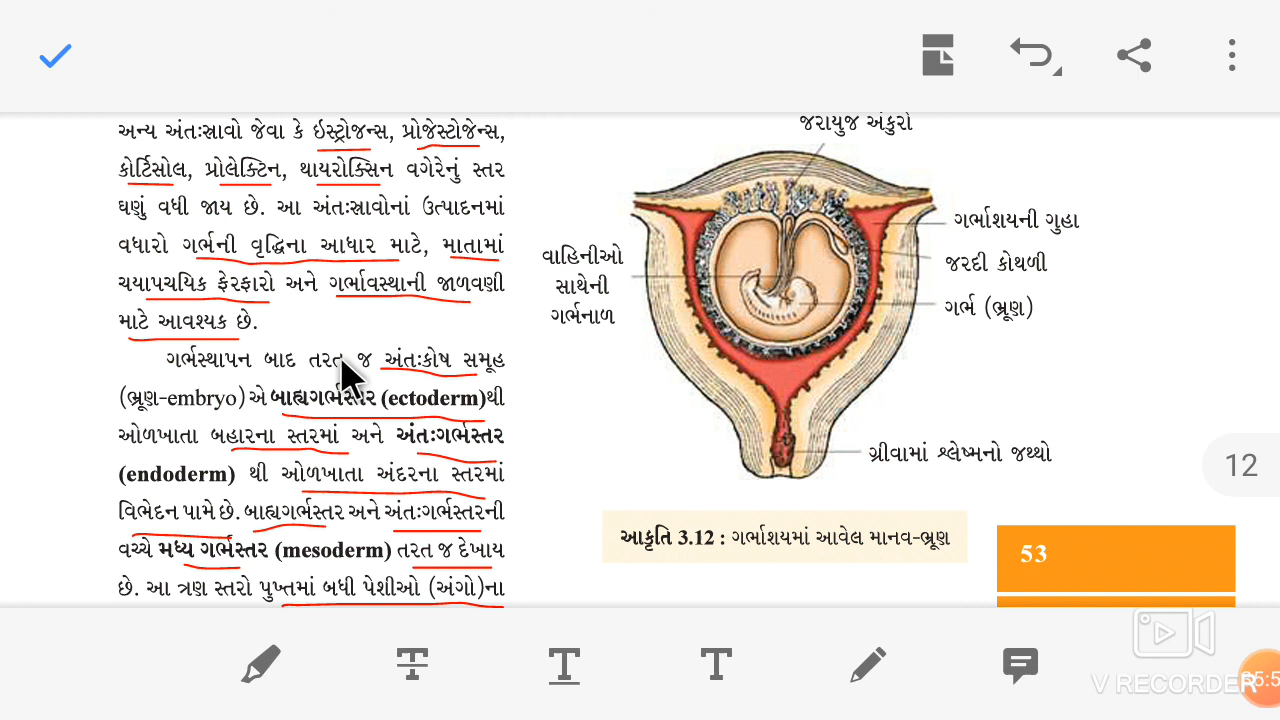 અન્ય અંતઃસ્રાવો જેવા કે ઇસ્ટ્રોજન્સ, પ્રોજેસ્ટોજેન્સ,
કોર્ટિસોલ, પ્રોલેક્ટિન, થાયરોક્સિન વગેરેનું સ્તર
ઘણું વધી જાય છે. આ અંતઃસ્રાવોનાં ઉત્પાદનમાં
વધારો ગર્ભની વૃદ્ધિના આધાર માટે, માતામાં
ચયાપચયિક ફેરફારો અને ગર્ભાવસ્થાની જાળવણી
માટે આવશ્યક છે.
ગર્ભસ્થાપન બાદ તરત જ અંતઃકોષ સમૂહ
(ભ્રૂણ-embryo) એ બાહ્યગર્ભસ્તર (ectoderm)થી
ઓળખાતા બહારના સ્તરમાં અને અંતઃગર્ભસ્તર
(endoderm) થી ઓળખાતા અંદરના સ્તરમાં
વિભેદન પામે છે. બાહ્યગર્ભસ્તર અને અંતઃગર્ભસ્તરની
વચ્ચે મધ્ય ગર્ભસ્તર (mesoderm) તરત જ દેખાય
છે. આ ત્રણ સ્તરો પુખ્તમાં બધી પેશીઓ (અંગો)ના
જરાયુજ અંકુરો
ગર્ભાશયની ગુહા
જરદી કોથળી
ગર્ભ (ભ્રૂણ)
વાહિનીઓ
સાથેની
ગર્ભનાળ
ગ્રીવામાં શ્લેષ્મનો જથ્થો
આકૃતિ 3.12 : ગર્ભાશયમાં આવેલ માનવ-ભ્રૂણ
53
12
V RECORDER